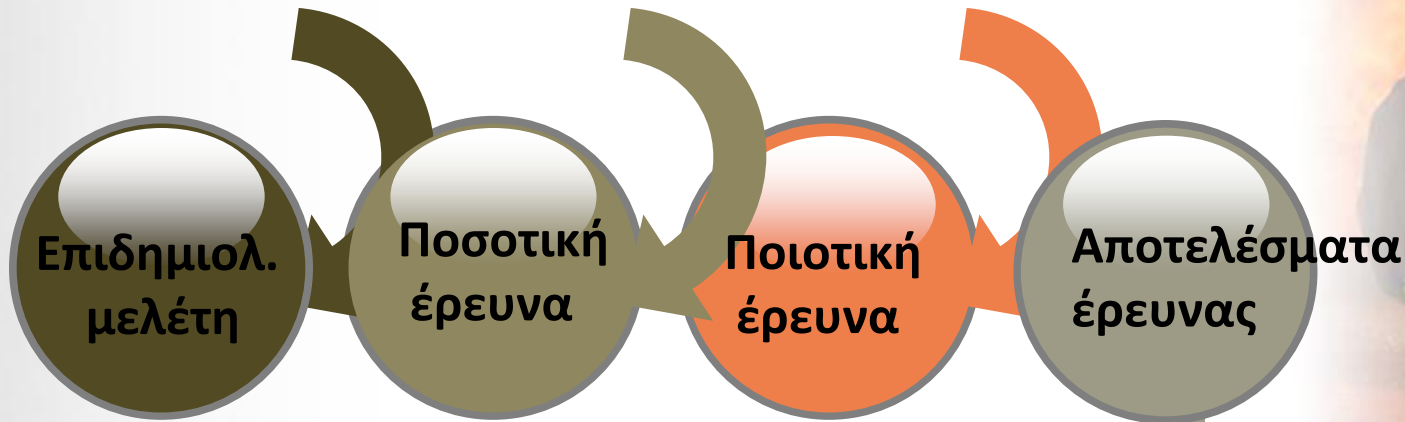 Επιδημιολ.
μελέτη
Ποσοτική
έρευνα
Ποιοτική
έρευνα
Αποτελέσματα
έρευνας